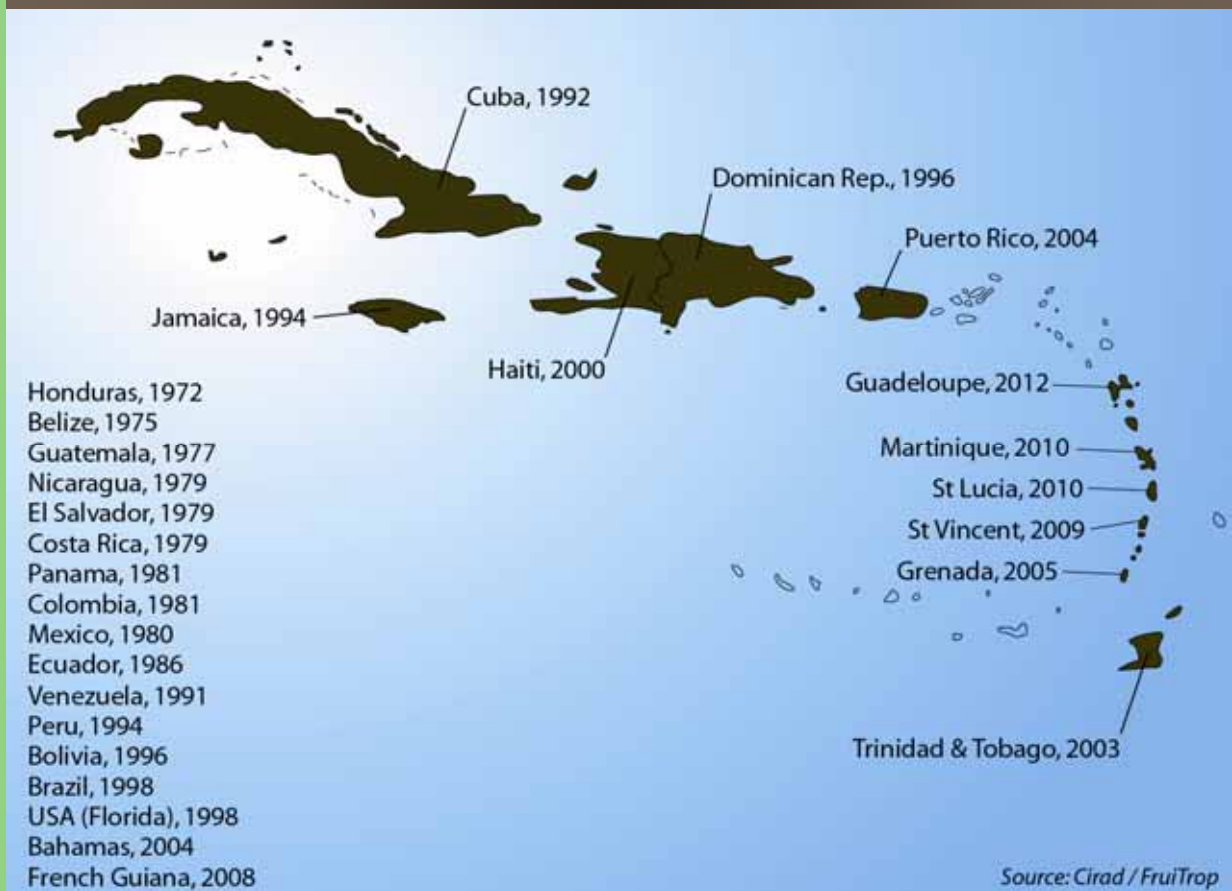 Cuba, 1992
Dominican Rep., 1996
Puerto Rico, 2004
Jamaica, 1994
Haiti, 2000
Guadeloupe, 2012
Martinique, 2010
St Lucia, 2010
St Vincent, 2009
Grenada, 2005
Trinidad & Tobago, 2003
Honduras, 1972
Belize, 1975
Guatemala, 1977
Nicaragua, 1979
El Salvador, 1979
Costa Rica, 1979
Panama, 1981
Colombia, 1981
Mexico, 1980
Ecuador, 1986
Venezuela, 1991
Peru, 1994
Bolivia, 1996
Brazil, 1998
USA (Florida), 1998
Bahamas, 2004
French Guiana, 2008
Source: Cirad / FruiTrop